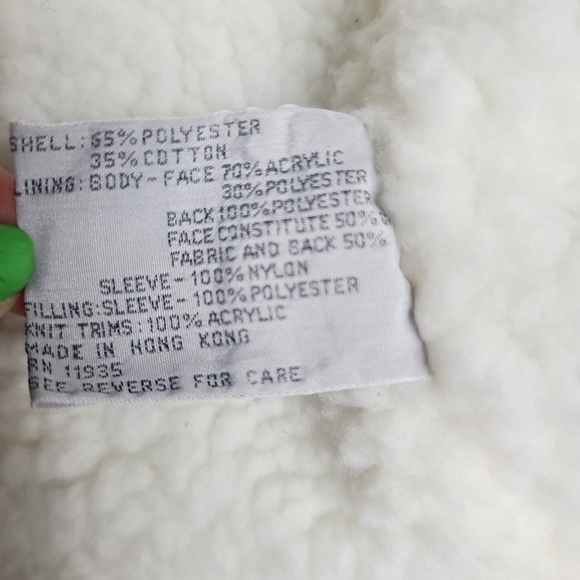 SHELL: 65% POLYESTER
35% COTTON
LINING: BODY-FACE 70% ACRYLIC
30% POLYESTER
BACK 100% POLYESTER
FACE CONSTITUTE 50%
FABRIC AND BACK 50%
SLEEVE-100% NYLON
FILLING: SLEEVE-100% POLYESTER
KNIT TRIMS: 100% ACRYLIC
MADE IN HONG KONG
RN 11935
SEE REVERSE FOR CARE